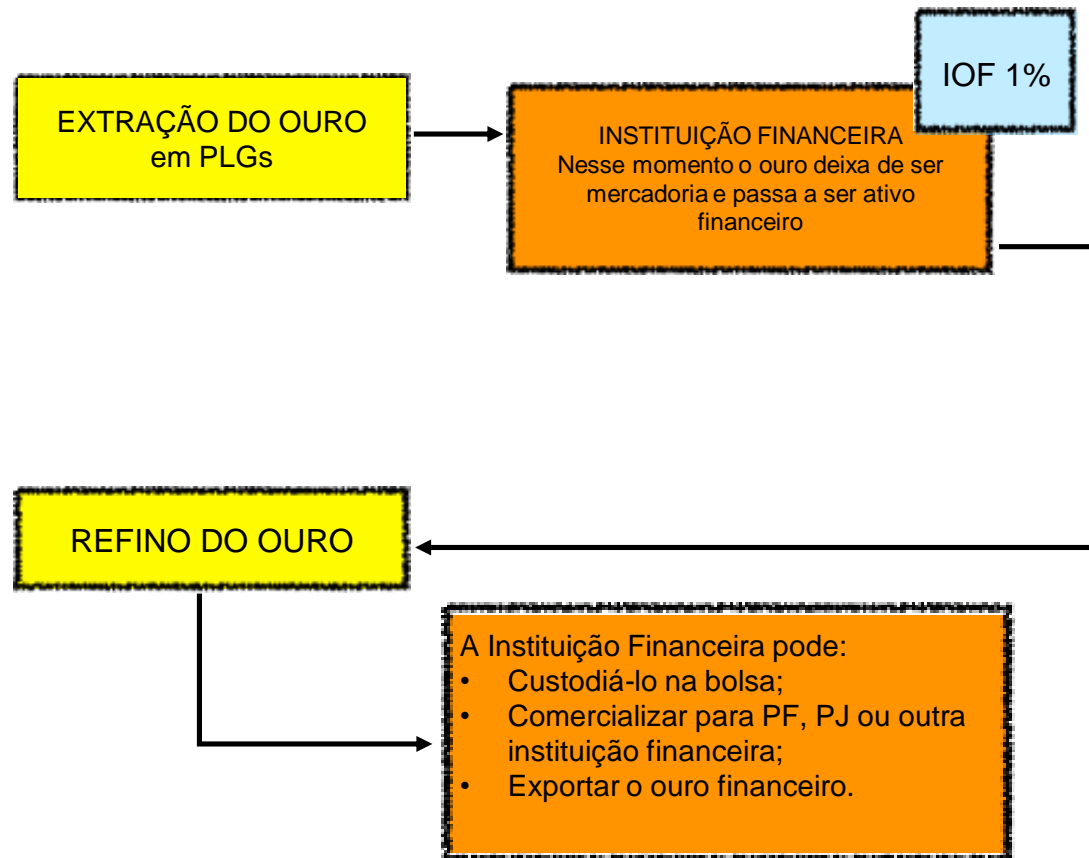 IOF 1%
EXTRAÇÃO DO OURO
em PLGs
INSTITUIÇÃO FINANCEIRA
Nesse momento o ouro deixa de ser
mercadoria e passa a ser ativo
financeiro
REFINO DO OURO
A Instituição Financeira pode:
• Custodiá-lo na bolsa;
• Comercializar para PF, PJ ou outra
instituição financeira;
• Exportar o ouro financeiro.